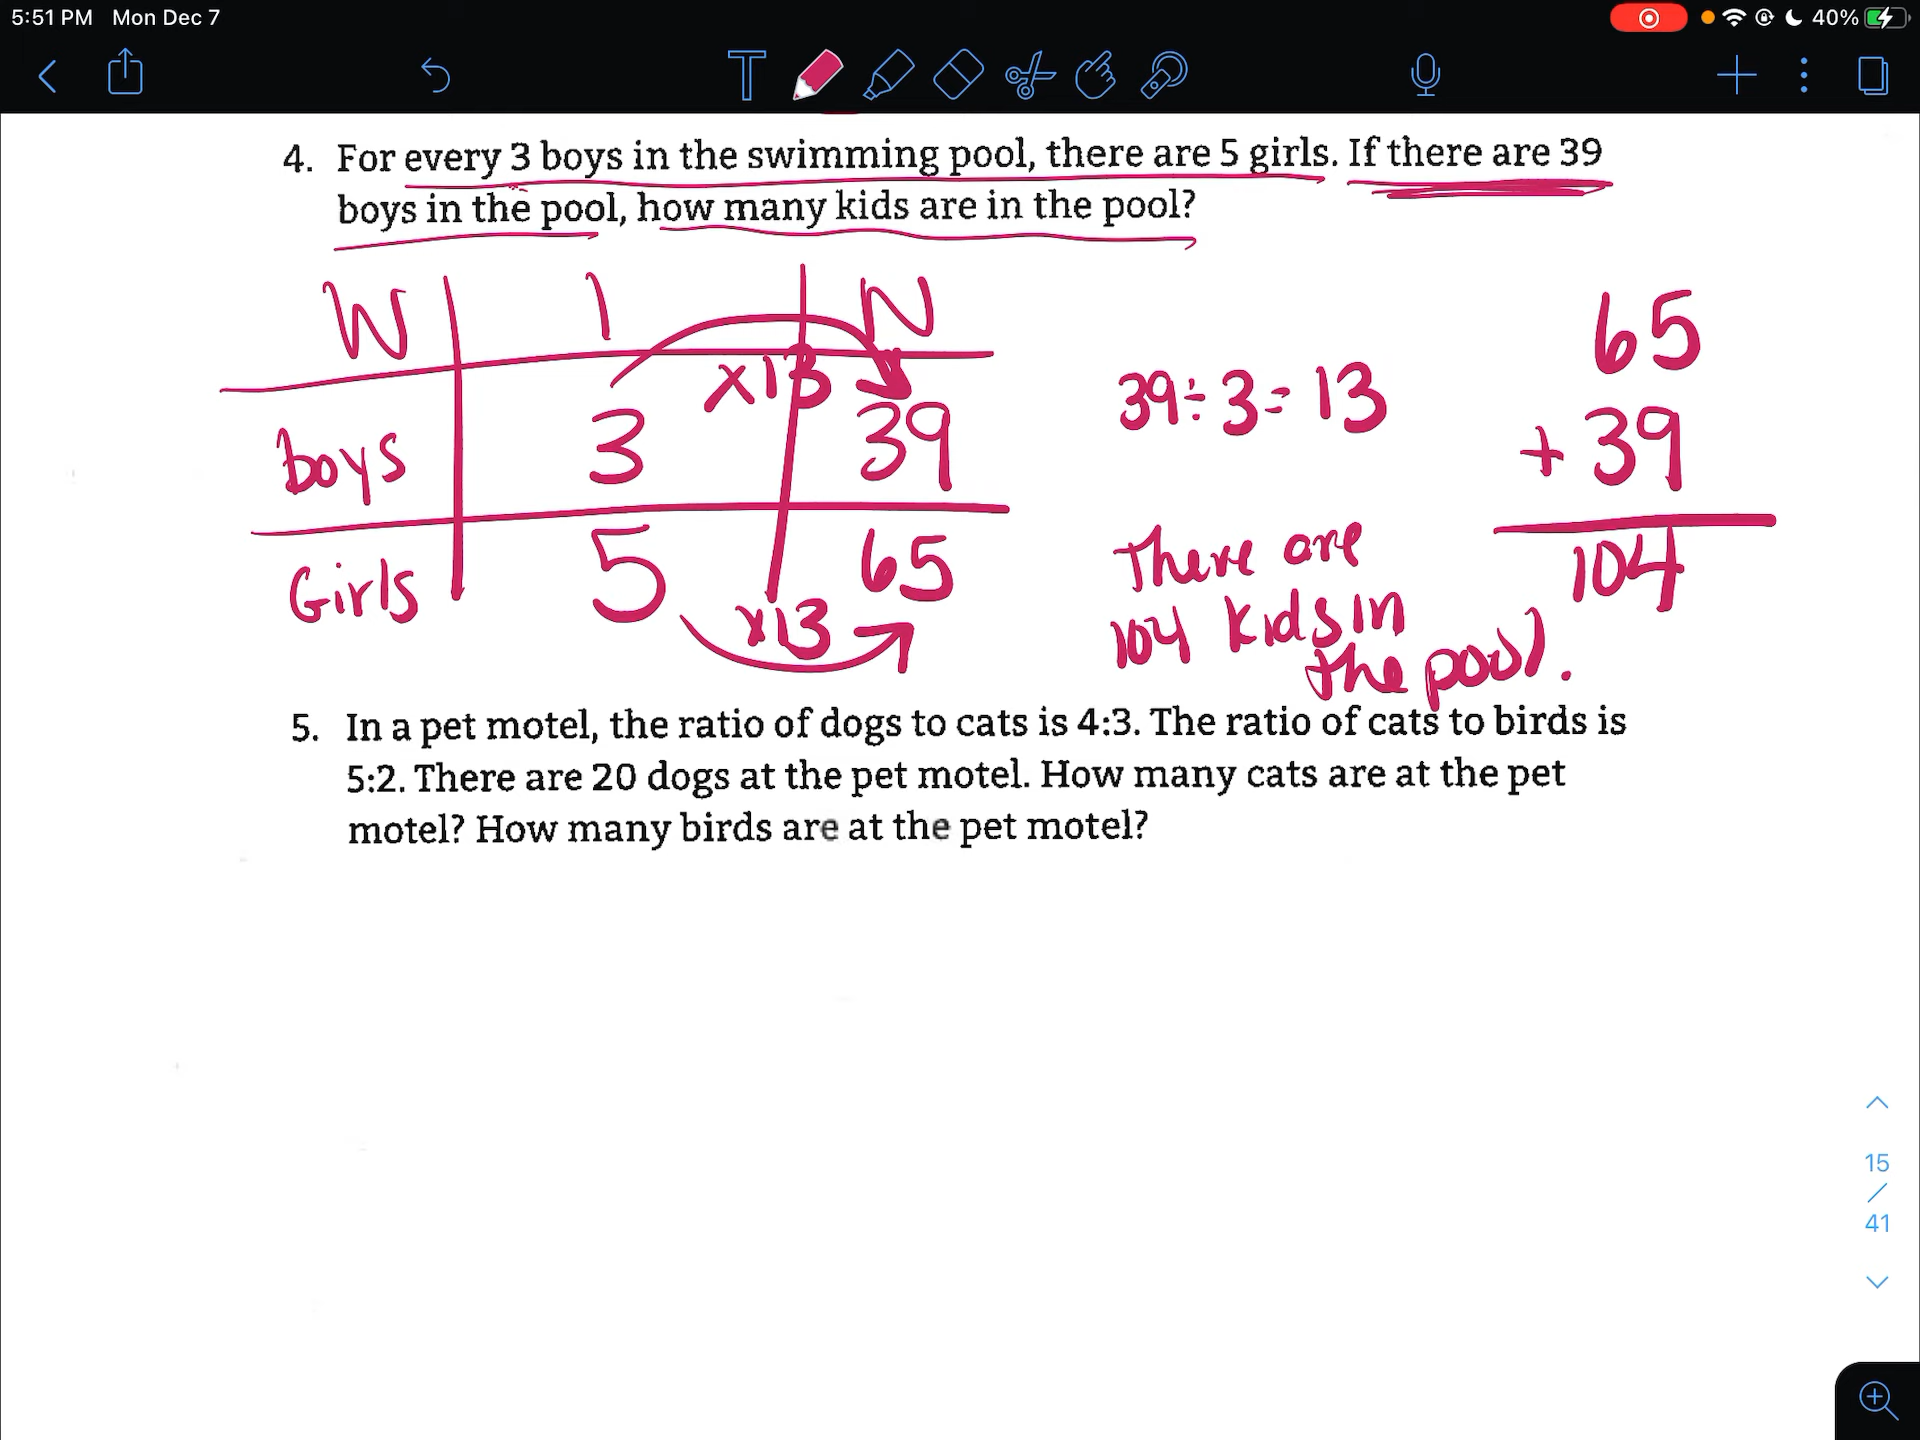 5:51 PM Mon Dec 7
40%
T
4. For every 3 boys in the swimming pool, there are 5 girls. If there are 39
boys in the pool, how many kids are in the pool?
W 1 N
x13
boys 3 39
Girls 5 65
x13
39÷3=13
65
+ 39
104
There are
104 kids in
the pool.
5. In a pet motel, the ratio of dogs to cats is 4:3. The ratio of cats to birds is
5:2. There are 20 dogs at the pet motel. How many cats are at the pet
motel? How many birds are at the pet motel?
15
/
41